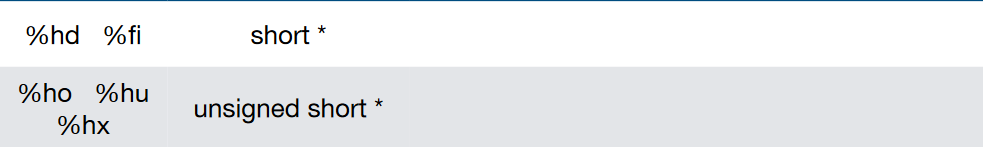 %hd %fi short *
%ho %hu
unsigned short *
%hx